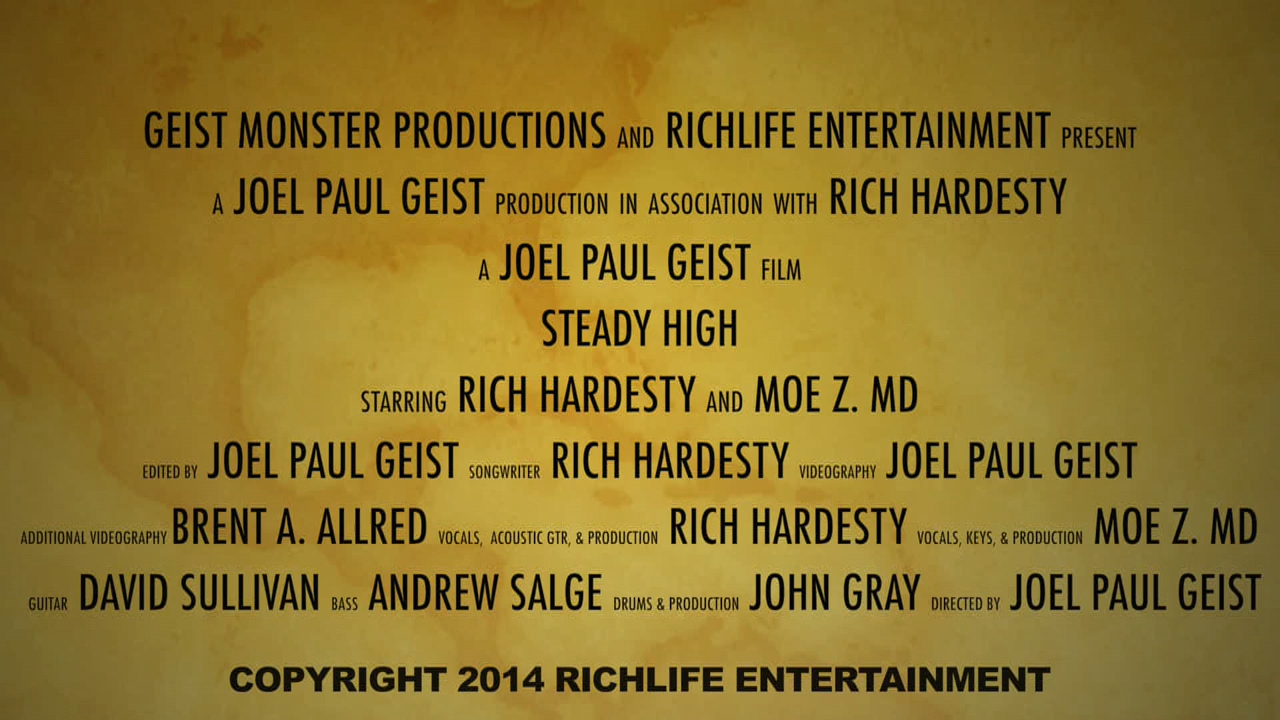 GEIST MONSTER PRODUCTIONS AND RICHLIFE ENTERTAINMENT PRESENT
A JOEL PAUL GEIST PRODUCTION IN ASSOCIATION WITH RICH HARDESTY
A JOEL PAUL GEIST FILM
STEADY HIGH
STARRING RICH HARDESTY AND MOE Z. MD
EDITED BY JOEL PAUL GEIST SONGWRITER RICH HARDESTY VIDEOGRAPHY JOEL PAUL GEIST
ADDITIONAL VIDEOGRAPHY BRENT A. ALLRED VOCALS, ACOUSTIC GTR, & PRODUCTION RICH HARDESTY VOCALS, KEYS, & PRODUCTION MOE Z. MD
GUITAR DAVID SULLIVAN BASS ANDREW SALGE DRUMS & PRODUCTION JOHN GRAY DIRECTED BY JOEL PAUL GEIST
COPYRIGHT 2014 RICHLIFE ENTERTAINMENT